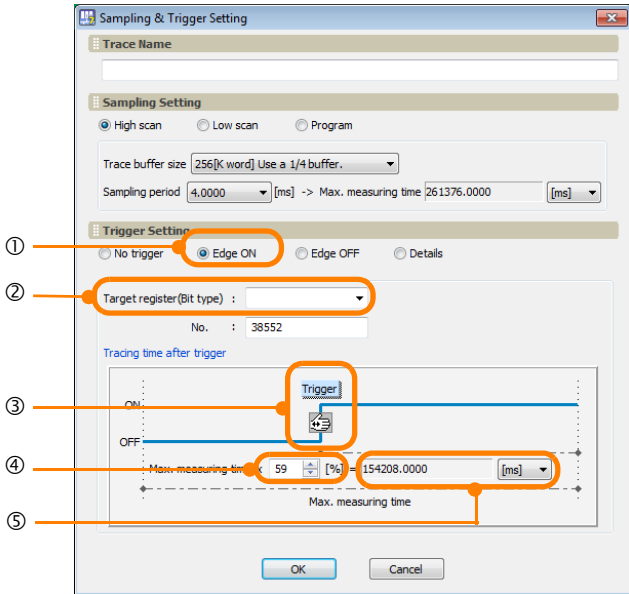 Sampling & Trigger Setting
Trace Name
Sampling Setting
High scan Low scan Program
Trace buffer size 256[K word] Use a 1/4 buffer.
Sampling period 4.0000 [ms] -> Max. measuring time 261376.0000 [ms]
Trigger Setting
① No trigger Edge ON Edge OFF Details
② Target register(Bit type) :
No. : 38552
Tracing time after trigger
Trigger
③ ON
OFF
④ Max. measuring time x 59 [%] = 154208.0000 [ms]
Max. measuring time
⑤
OK Cancel